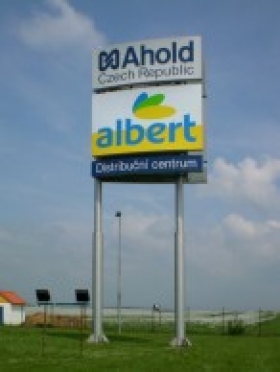 Ahold
Czech Republic
albert
Distribuční centrum